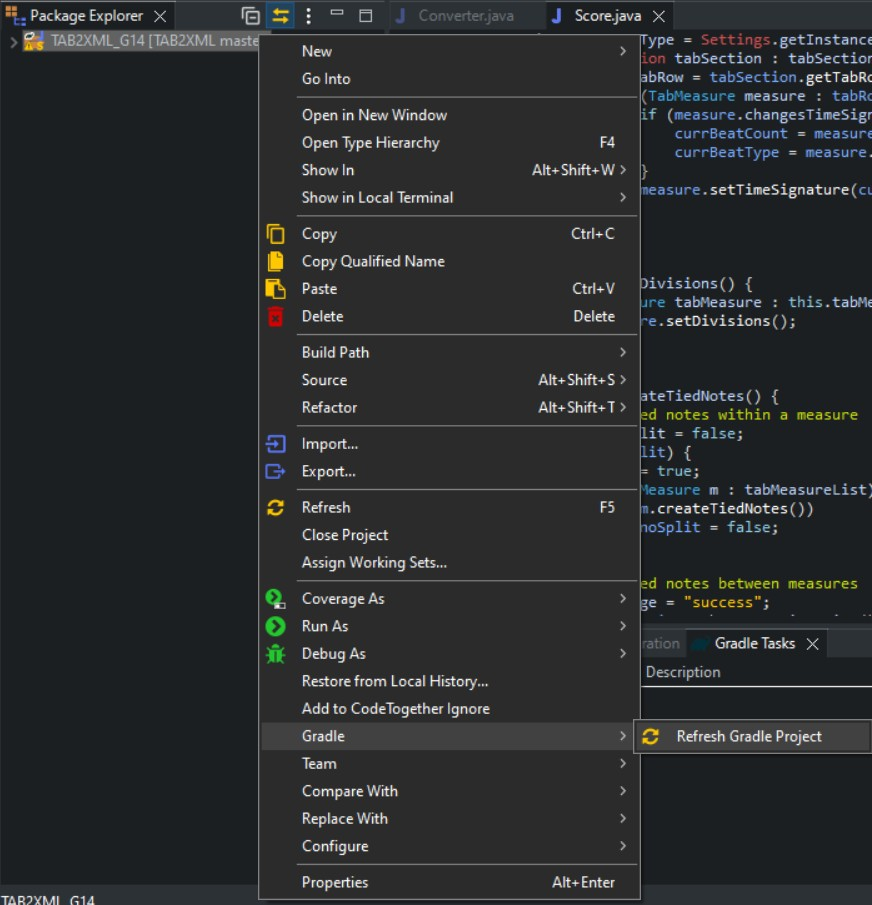 Package Explorer
Converter.java
Score.java
TAB2XML_G14 [TAB2XML maste
New
Go Into
Open in New Window
Open Type Hierarchy F4
Show In Alt+Shift+W
Show in Local Terminal
Copy Ctrl+C
Copy Qualified Name
Paste Ctrl+V
Delete Delete
Build Path
Source Alt+Shift+S
Refactor Alt+Shift+T
Import...
Export...
Refresh F5
Close Project
Assign Working Sets...
Coverage As
Run As
Debug As
Restore from Local History...
Add to CodeTogether Ignore
Gradle
Team
Compare With
Replace With
Configure
Properties Alt+Enter
Refresh Gradle Project
Type = Settings.getInstance
ion tabSection : tabSection
abRow = tabSection.getTabRo
(TabMeasure measure : tabRo
if (measure.changesTimeSign
currBeatCount = measure
currBeatType = measure.
}
measure.setTimeSignature(cu
Divisions() {
ure tabMeasure : this.tabMe
re.setDivisions();
ateTiedNotes() {
ed notes within a measure
lit = false;
lit) {
= true;
Measure m : tabMeasureList)
m.createTiedNotes())
noSplit = false;
ed notes between measures
ge = "success";
ration
Gradle Tasks
Description
TAB2XML_G14